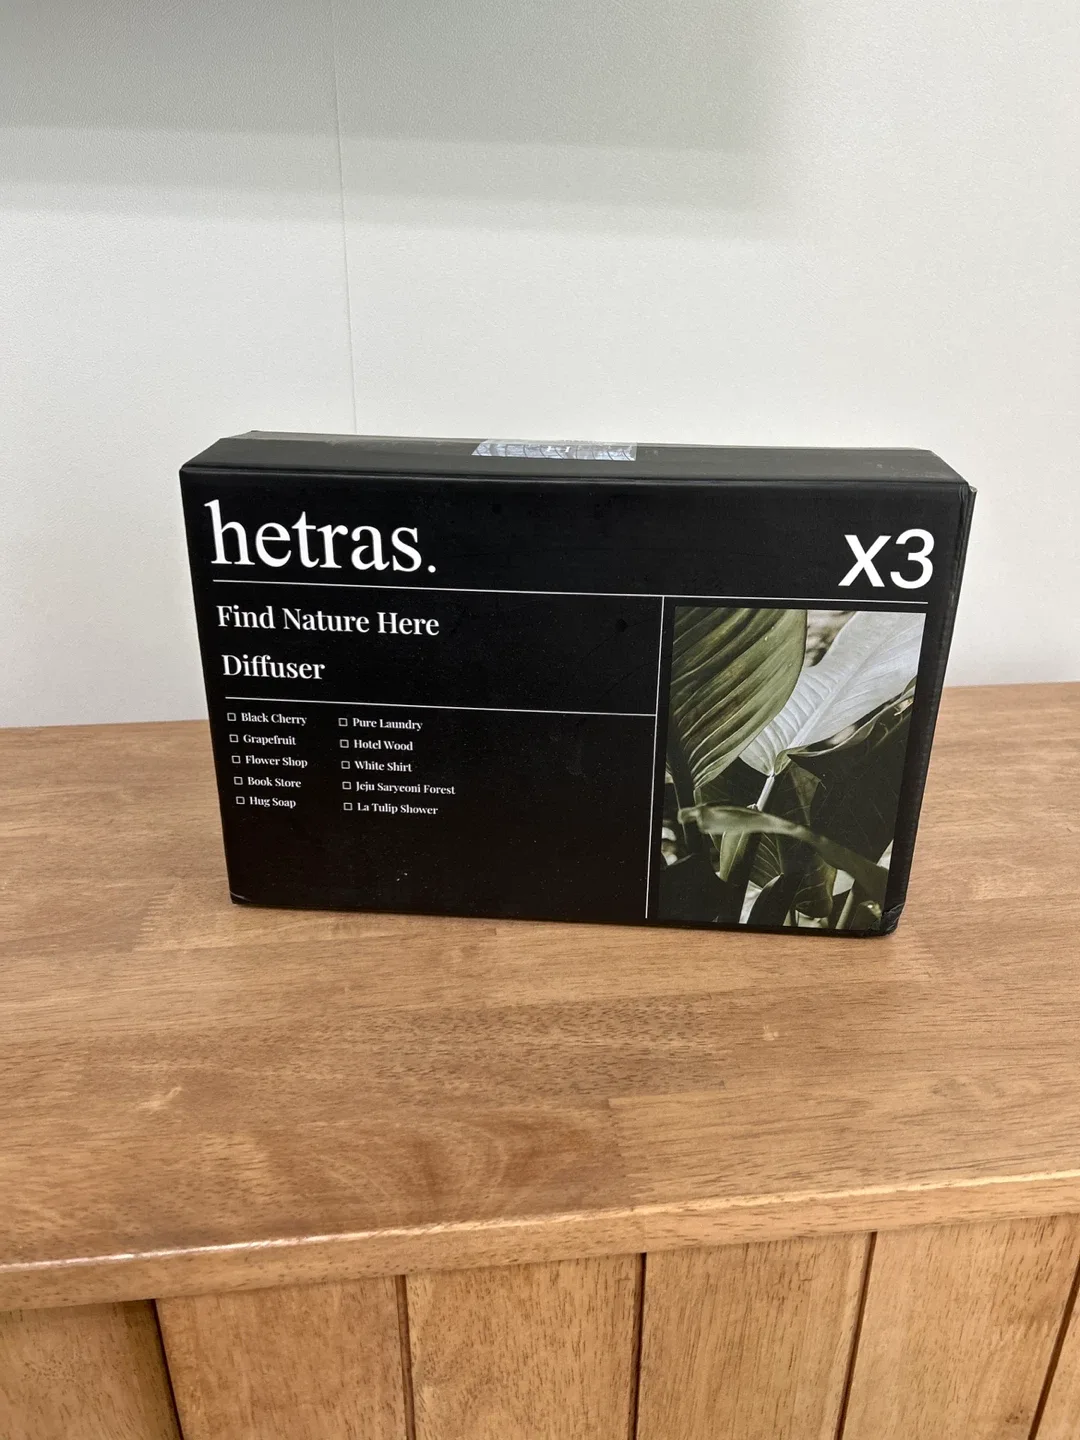 hetras.
x3
Find Nature Here
Diffuser
☐ Black Cherry
☐ Grapefruit
☐ Flower Shop
☐ Book Store
☐ Hug Soap
☐ Pure Laundry
☐ Hotel Wood
☐ White Shirt
☐ Jeju Saryeoni Forest
☐ La Tulip Shower